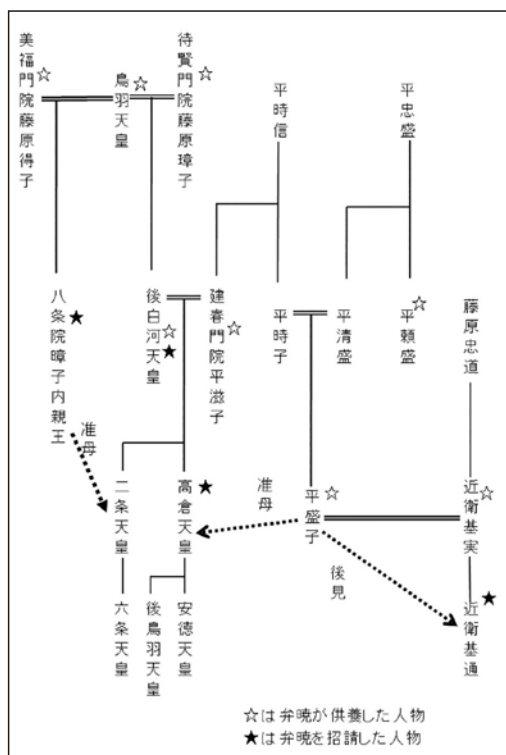 待賢門院藤原璋子☆
鳥羽天皇☆
美福門院藤原得子☆
平忠盛
平時信
藤原忠通
平頼盛☆
平清盛
平時子
建春門院平滋子☆
後白河天皇☆★
八条院暲子内親王★
准母
近衛基実☆
平盛子☆
准母
高倉天皇★
二条天皇
後見
近衛基通★
安徳天皇
後鳥羽天皇
六条天皇
☆は弁暁が供養した人物
★は弁暁を招請した人物